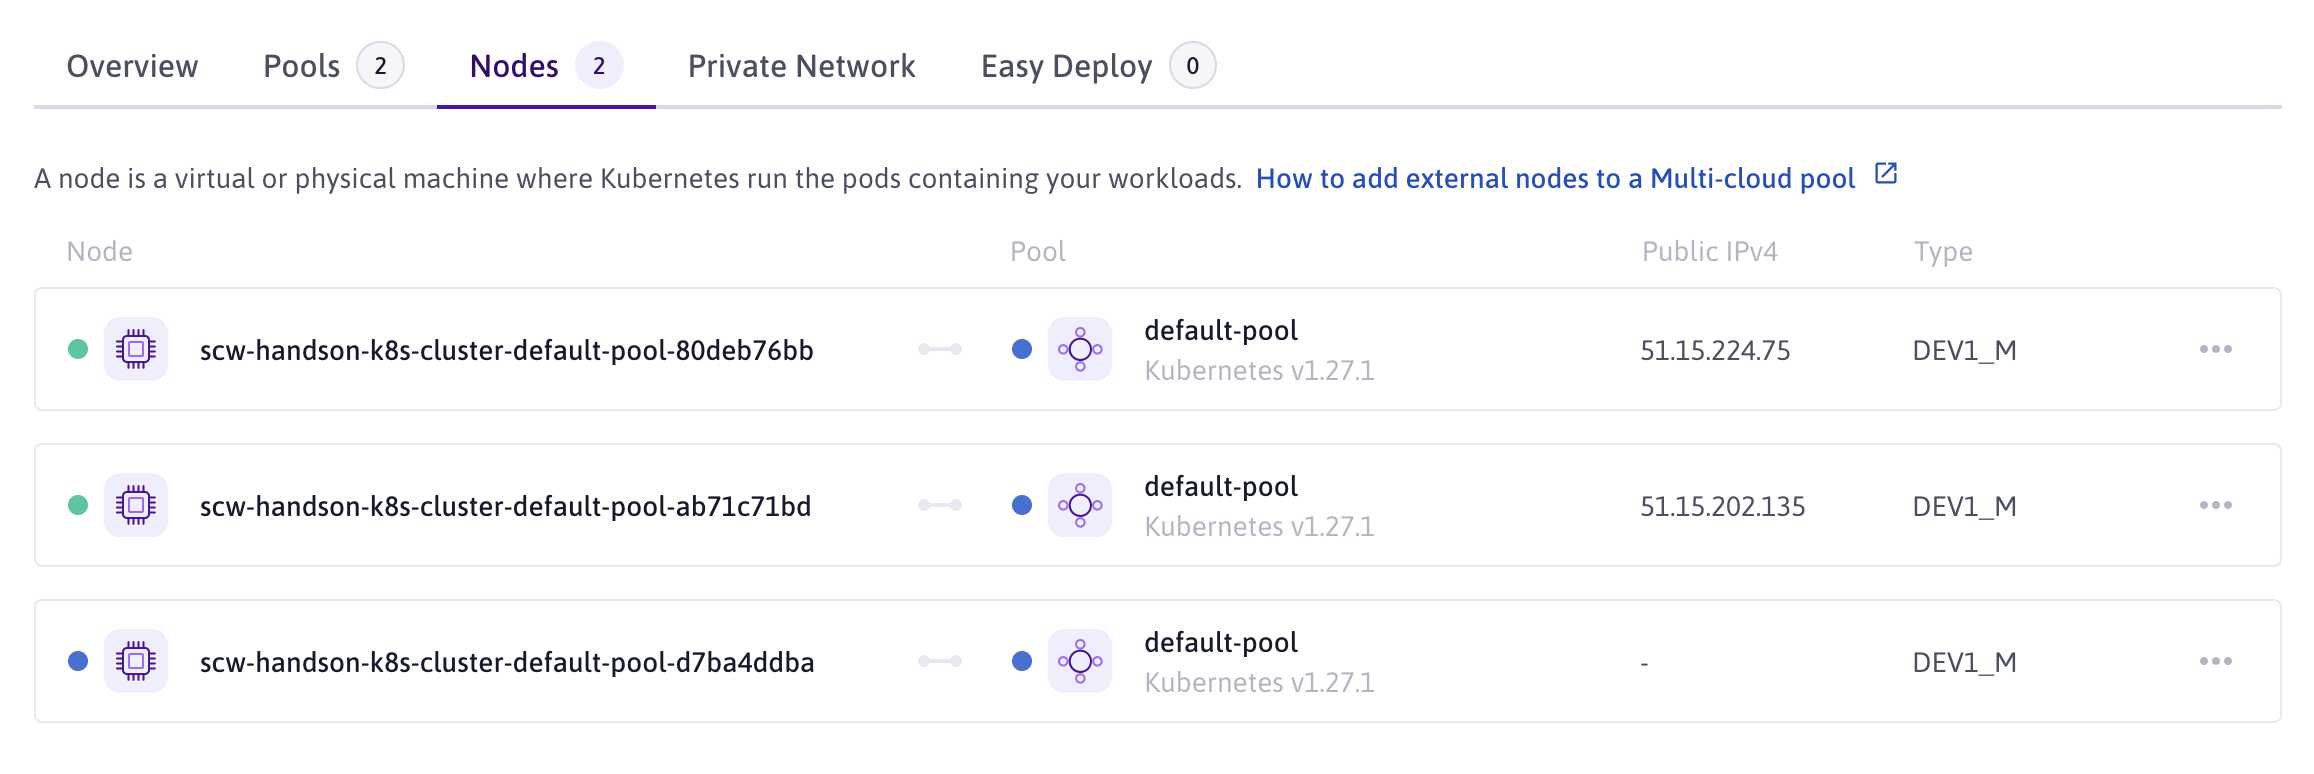 Overview Pools 2 Nodes 2 Private Network Easy Deploy 0
A node is a virtual or physical machine where Kubernetes run the pods containing your workloads. How to add external nodes to a Multi-cloud pool
Node Pool Public IPv4 Type
scw-handson-k8s-cluster-default-pool-80deb76bb default-pool 51.15.224.75 DEV1_M
Kubernetes v1.27.1
scw-handson-k8s-cluster-default-pool-ab71c71bd default-pool 51.15.202.135 DEV1_M
Kubernetes v1.27.1
scw-handson-k8s-cluster-default-pool-d7ba4ddba default-pool - DEV1_M
Kubernetes v1.27.1